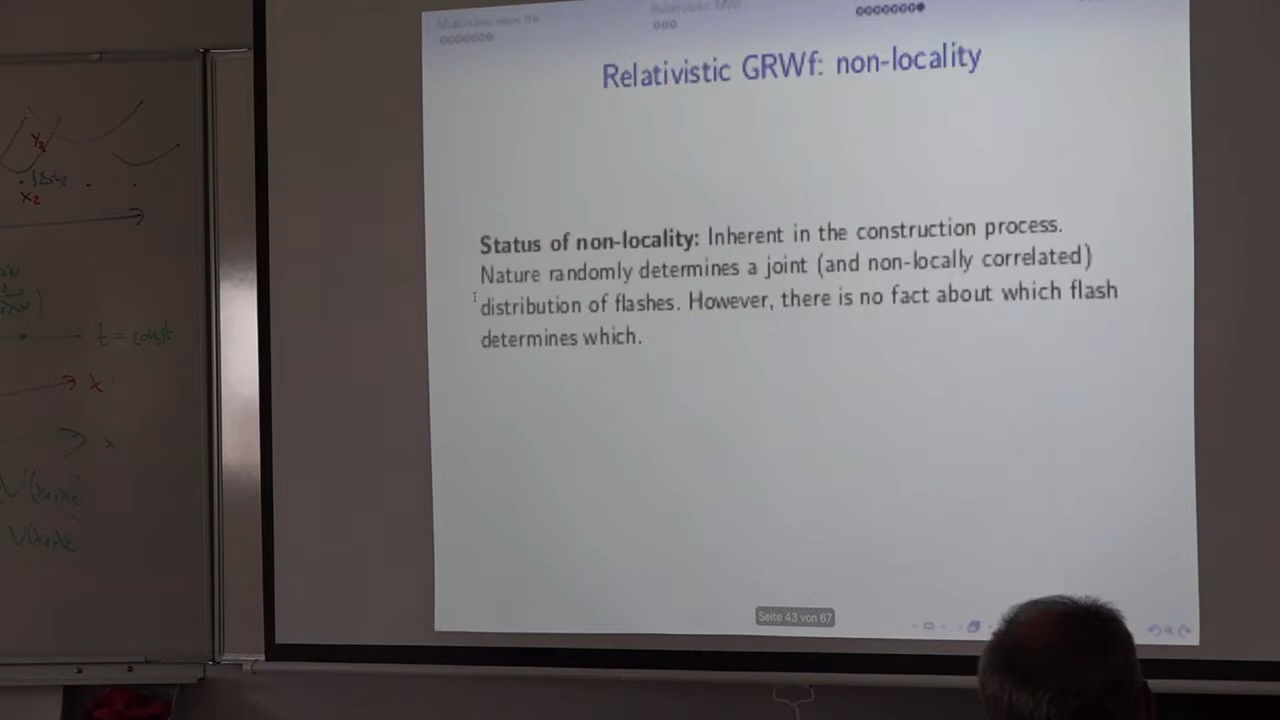 Relativistic GRWf: non-locality
Status of non-locality: Inherent in the construction process.
Nature randomly determines a joint (and non-locally correlated)
distribution of flashes. However, there is no fact about which flash
determines which.
Seite 43 von 67
Y₂
X₂
t = const
x
x